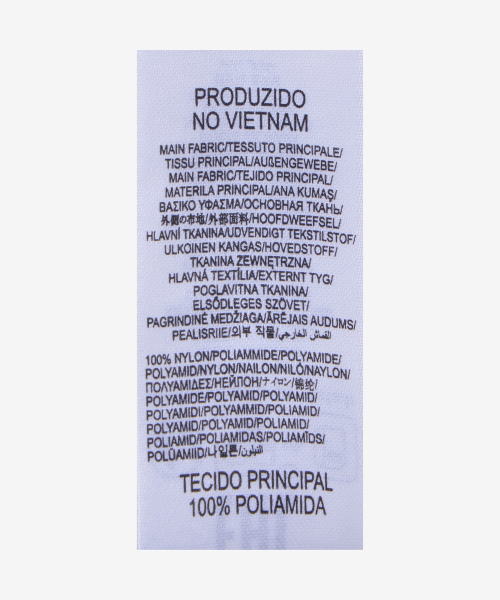 PRODUZIDO
NO VIETNAM
MAIN FABRIC/TESSUTO PRINCIPALE/
TISSU PRINCIPAL/AUßENGEWEBE/
MAIN FABRIC/TEJIDO PRINCIPAL/
MATERILA PRINCIPAL/ANA KUMAŞ/
ΒΑΣΙΚΟ ΥΦΑΣΜΑ/ОСНОВНАЯ ТКАНЬ/
外側の布地/外部面料/HOOFDWEEFSEL/
HLAVNÍ TKANINA/UDVENDIGT TEKSTILSTOF/
ULKOINEN KANGAS/HOVEDSTOFF/
TKANINA ZEWNĘTRZNA/
HLAVNÁ TEXTÍLIA/EXTERNT TYG/
POGLAVITNA TKANINA/
ELSŐDLEGES SZÖVET/
PAGRINDINĖ MEDŽIAGA/ĀRĒJAIS AUDUMS/
PEALISRIIE/외부 직물/القماش الخارجي/
100% NYLON/POLIAMMIDE/POLYAMIDE/
POLYAMID/NYLON/NAILON/NILÓ/NAYLON/
ΠΟΛΥΑΜΙΔΕΣ/НЕЙЛОН/ナイロン/锦纶/
POLYAMIDE/POLYAMID/POLYAMID/
POLYAMIDI/POLYAMMID/POLIAMID/
POLYAMID/POLYAMID/POLIAMID/
POLIAMID/POLIAMIDAS/POLIAMĪDS/
POLÜAMIID/나일론/النيلون
TECIDO PRINCIPAL
100% POLIAMIDA